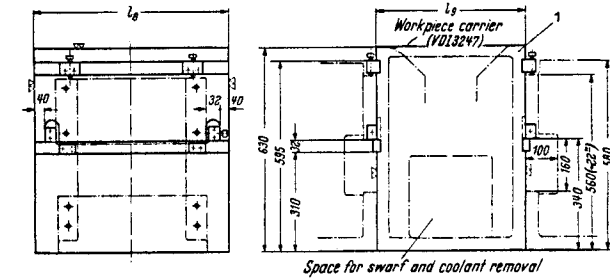 l8
l9
1
Workpiece carrier
(VDI3247)
40
32
40
630
595
32
310
100
160
340
560(-22°)
580
Space for swarf and coolant removal